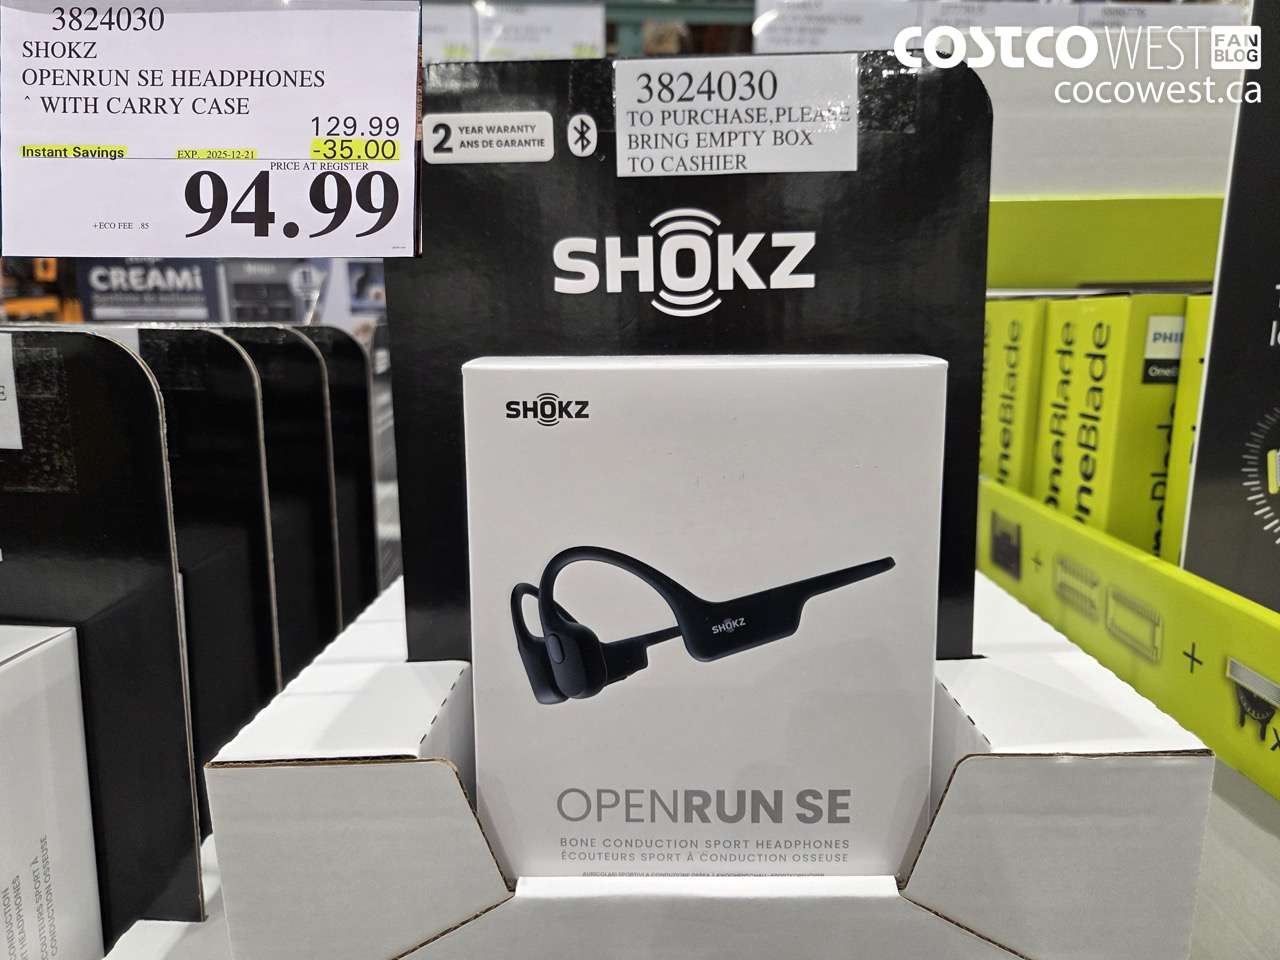 3824030
SHOKZ
OPENRUN SE HEADPHONES
^ WITH CARRY CASE
129.99
Instant Savings EXP. 2025-12-21 -35.00
PRICE AT REGISTER
94.99
+ECO FEE .85
COSTCO WEST FAN BLOG
cocowest.ca
2 YEAR WARANTY
ANS DE GARANTIE
3824030
TO PURCHASE,PLEASE
BRING EMPTY BOX
TO CASHIER
SHOKZ
CREAMi
SHOKZ
SHOKZ
OPENRUN SE
BONE CONDUCTION SPORT HEADPHONES
ÉCOUTEURS SPORT À CONDUCTION OSSEUSE
OneBlade
OneBlade
OneBlade
PHI
OneB
+
+